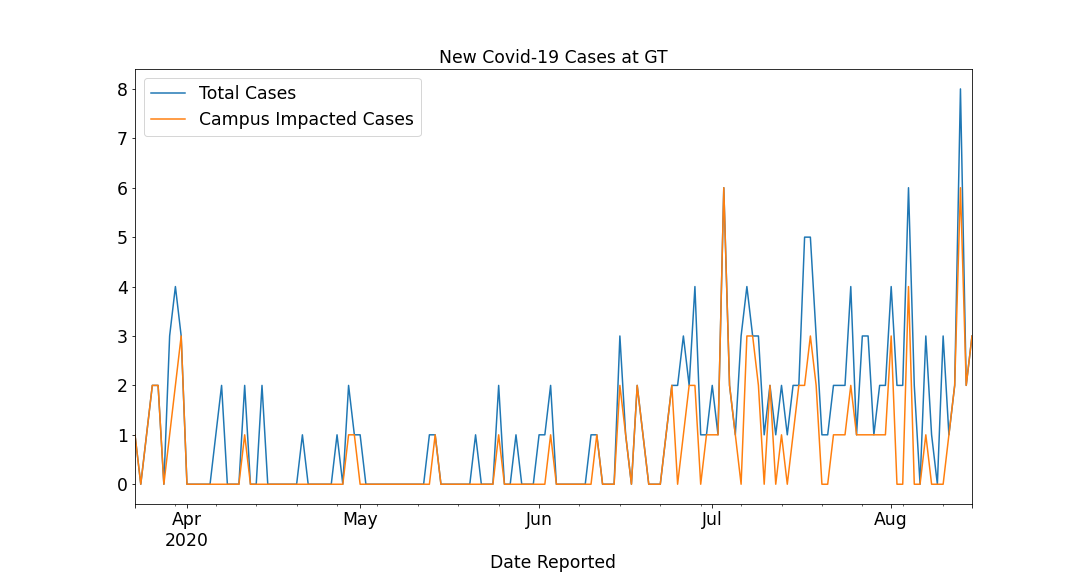 New Covid-19 Cases at GT
Total Cases
Campus Impacted Cases
8
7
6
5
4
3
2
1
0
Apr May Jun Jul Aug
2020
Date Reported